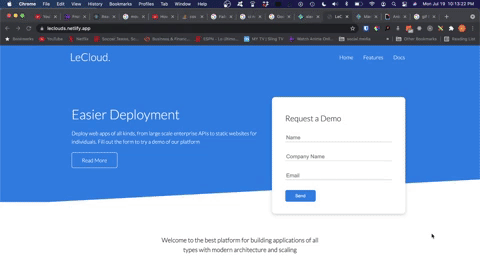 Chrome File Edit View History Bookmarks Profiles Tab Window Help
Mon Jul 19 10:13:22 PM
leclouds.netlify.app
YouTube Netflix
Other Bookmarks Reading List
LeCloud.
Home Features Docs
Easier Deployment
Deploy web apps of all kinds, from large scale enterprise APIs to static websites for
individuals. Fill out the form to try a demo of our platform
Read More
Request a Demo
Name
Company Name
Email
Send
Welcome to the best platform for building applications of all
types with modern architecture and scaling